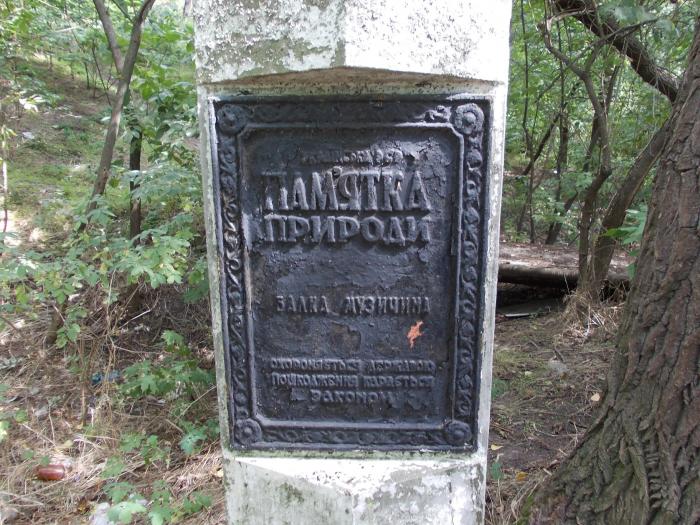 ПАМ'ЯТКА
ПРИРОДИ
БАЛКА МУЗИЧИНА
ОХОРОНЯЄТЬСЯ ДЕРЖАВОЮ
ПОШКОДЖЕННЯ КАРАЄТЬСЯ
ЗАКОНОМ